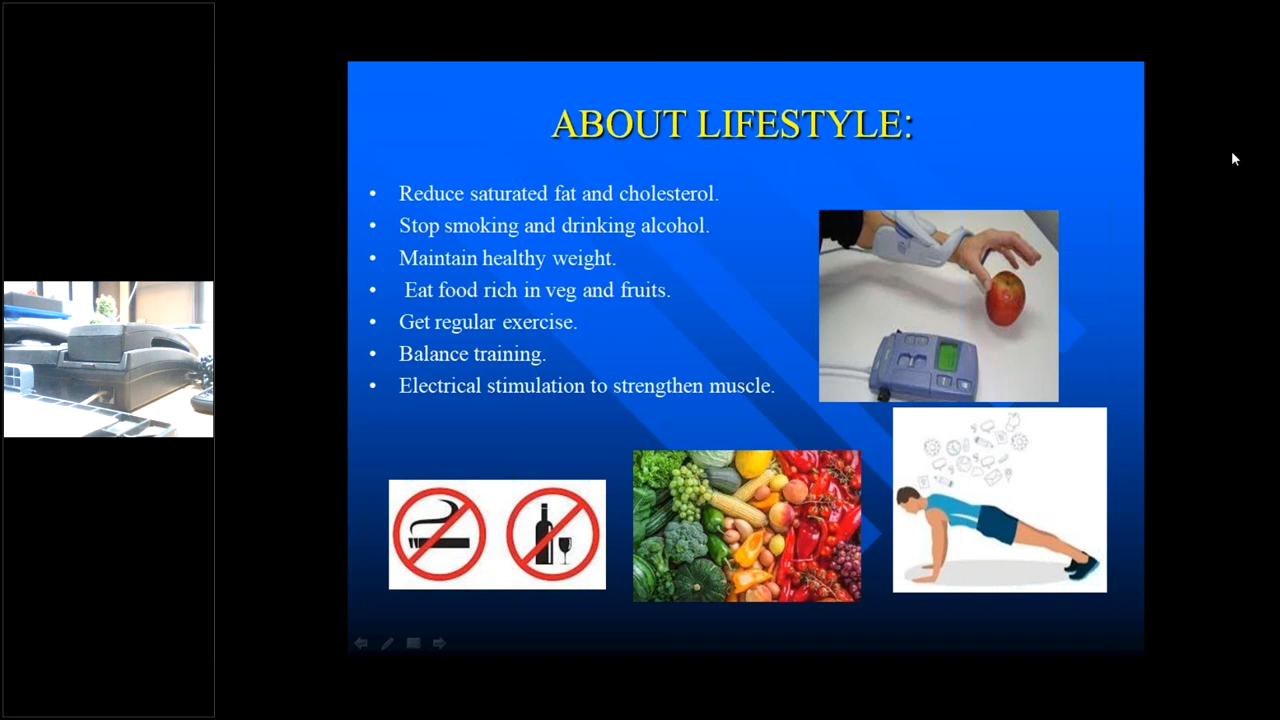 ABOUT LIFESTYLE:
• Reduce saturated fat and cholesterol.
• Stop smoking and drinking alcohol.
• Maintain healthy weight.
• Eat food rich in veg and fruits.
• Get regular exercise.
• Balance training.
• Electrical stimulation to strengthen muscle.